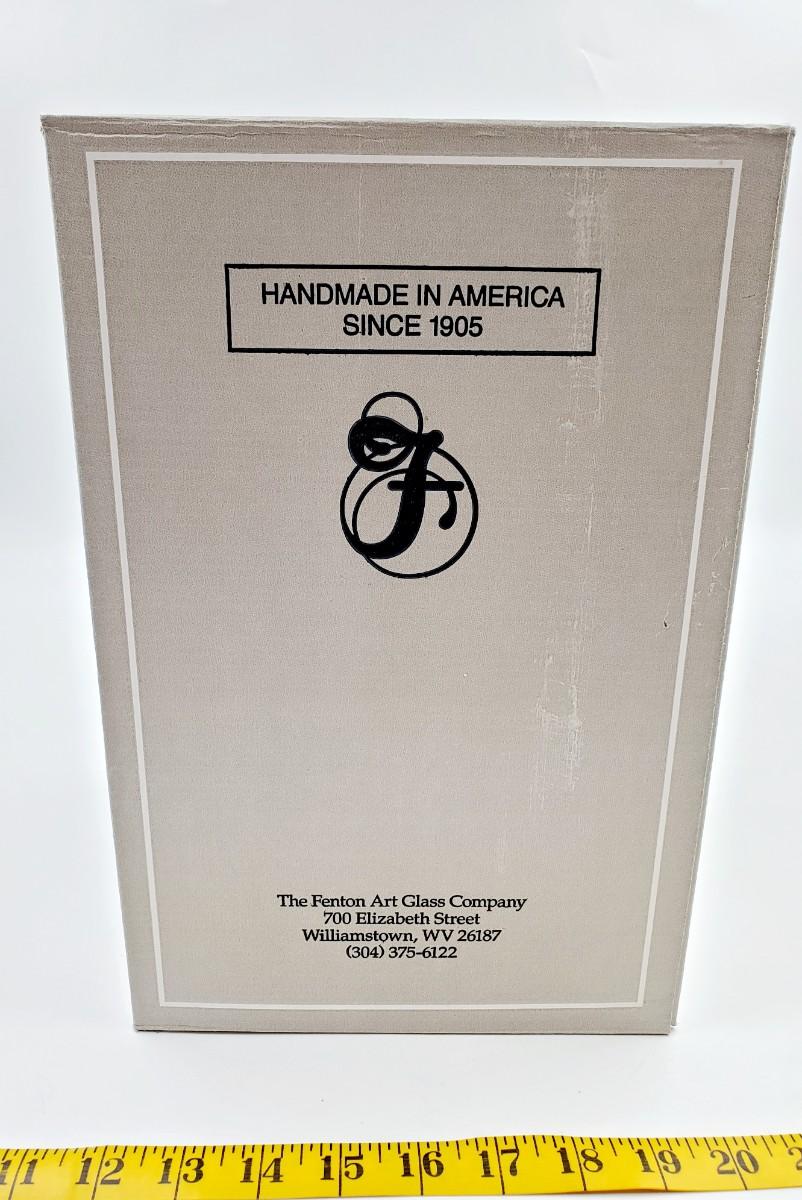 HANDMADE IN AMERICA
SINCE 1905
F
The Fenton Art Glass Company
700 Elizabeth Street
Williamstown, WV 26187
(304) 375-6122
11 12 13 14 15 16 17 18 19 20